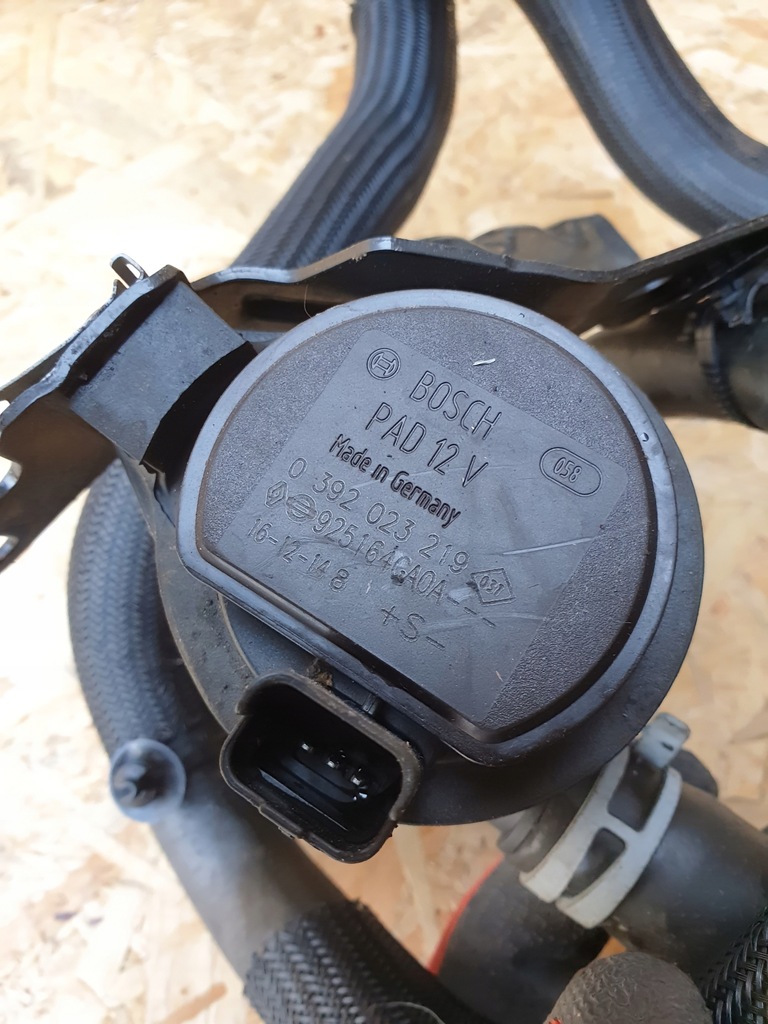 BOSCH
PAD 12 V
058
Made in Germany
0 392 023 219
925164GA0A---
031
16-12-14 8
+S-